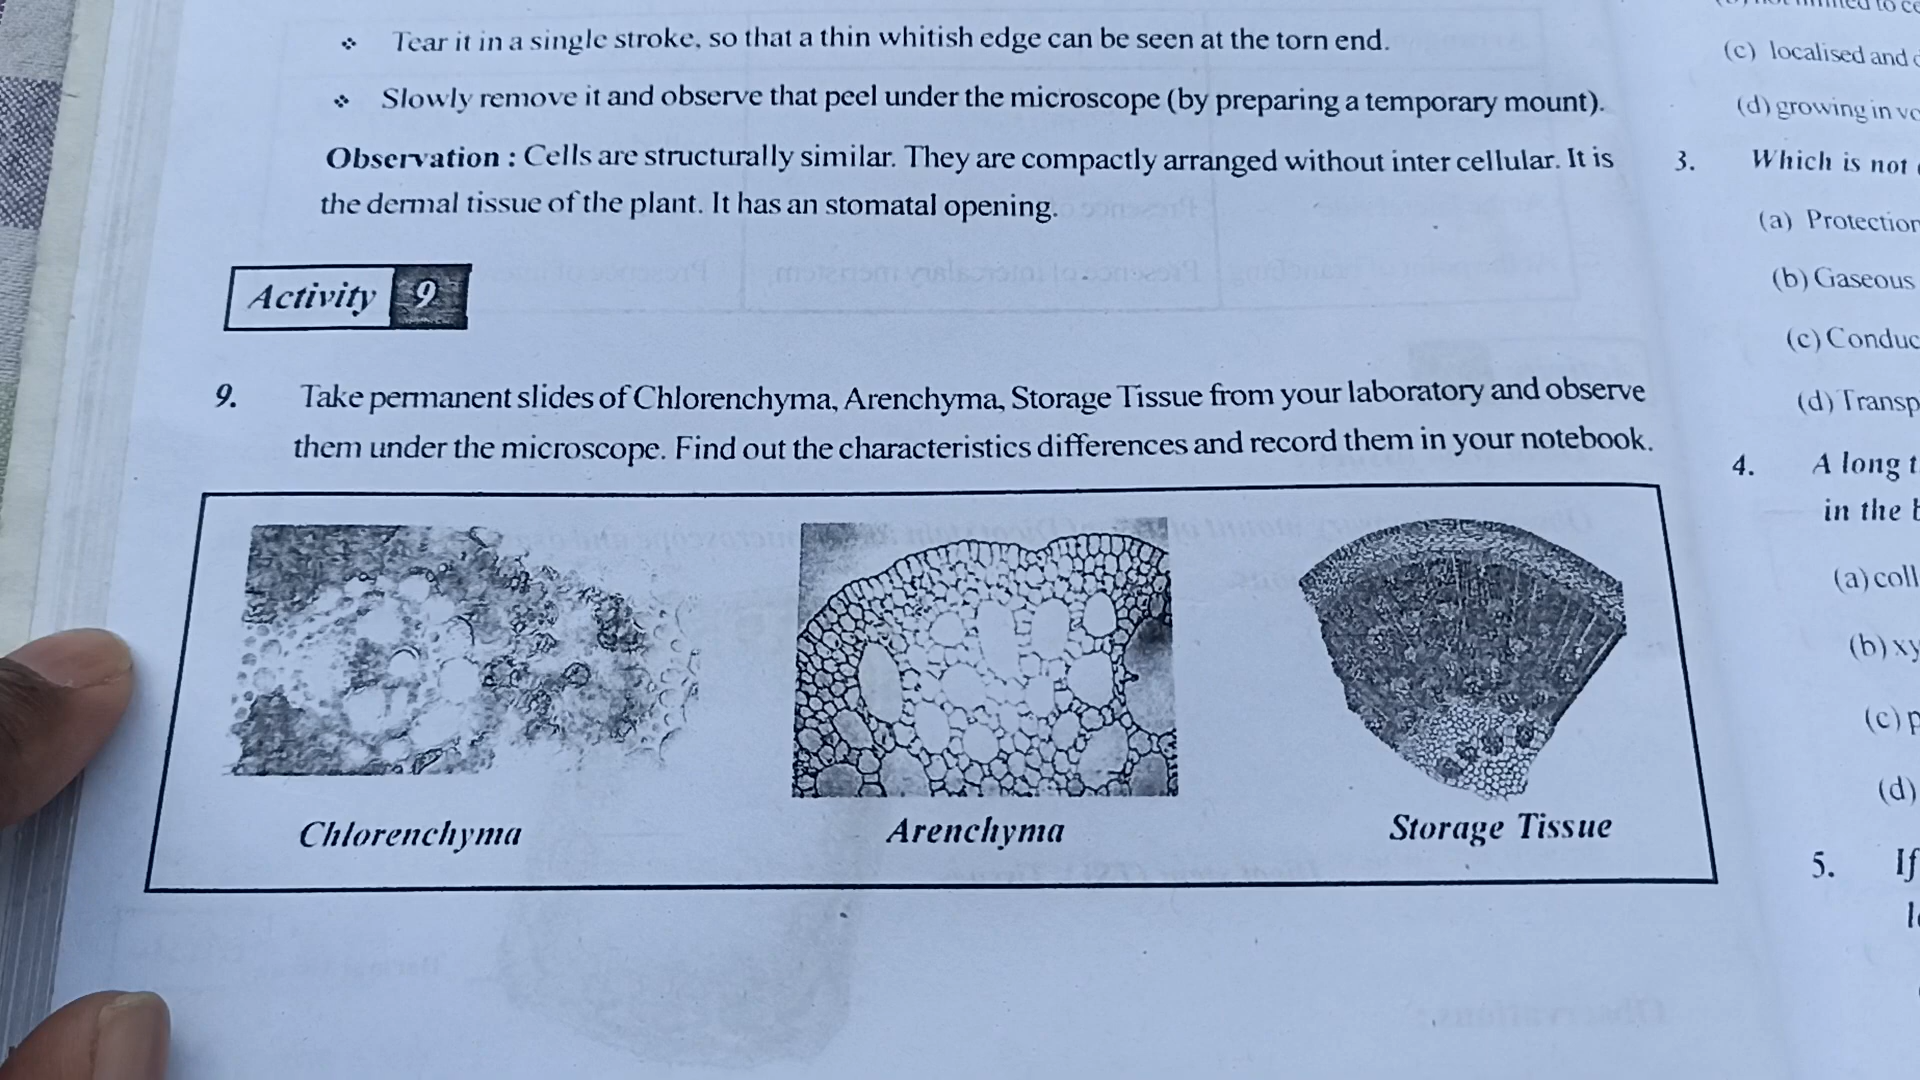 ❖ Tear it in a single stroke, so that a thin whitish edge can be seen at the torn end.
❖ Slowly remove it and observe that peel under the microscope (by preparing a temporary mount).
Observation : Cells are structurally similar. They are compactly arranged without inter cellular. It is
the dermal tissue of the plant. It has an stomatal opening.
Activity 9
9. Take permanent slides of Chlorenchyma, Arenchyma, Storage Tissue from your laboratory and observe
them under the microscope. Find out the characteristics differences and record them in your notebook.
Chlorenchyma
Arenchyma
Storage Tissue
(c) localised and
(d) growing in
3. Which is not
(a) Protection
(b) Gaseous
(c) Conduc
(d) Transp
4. A long
in the
(a) coll
(b) xy
(c) p
(d)
5. If